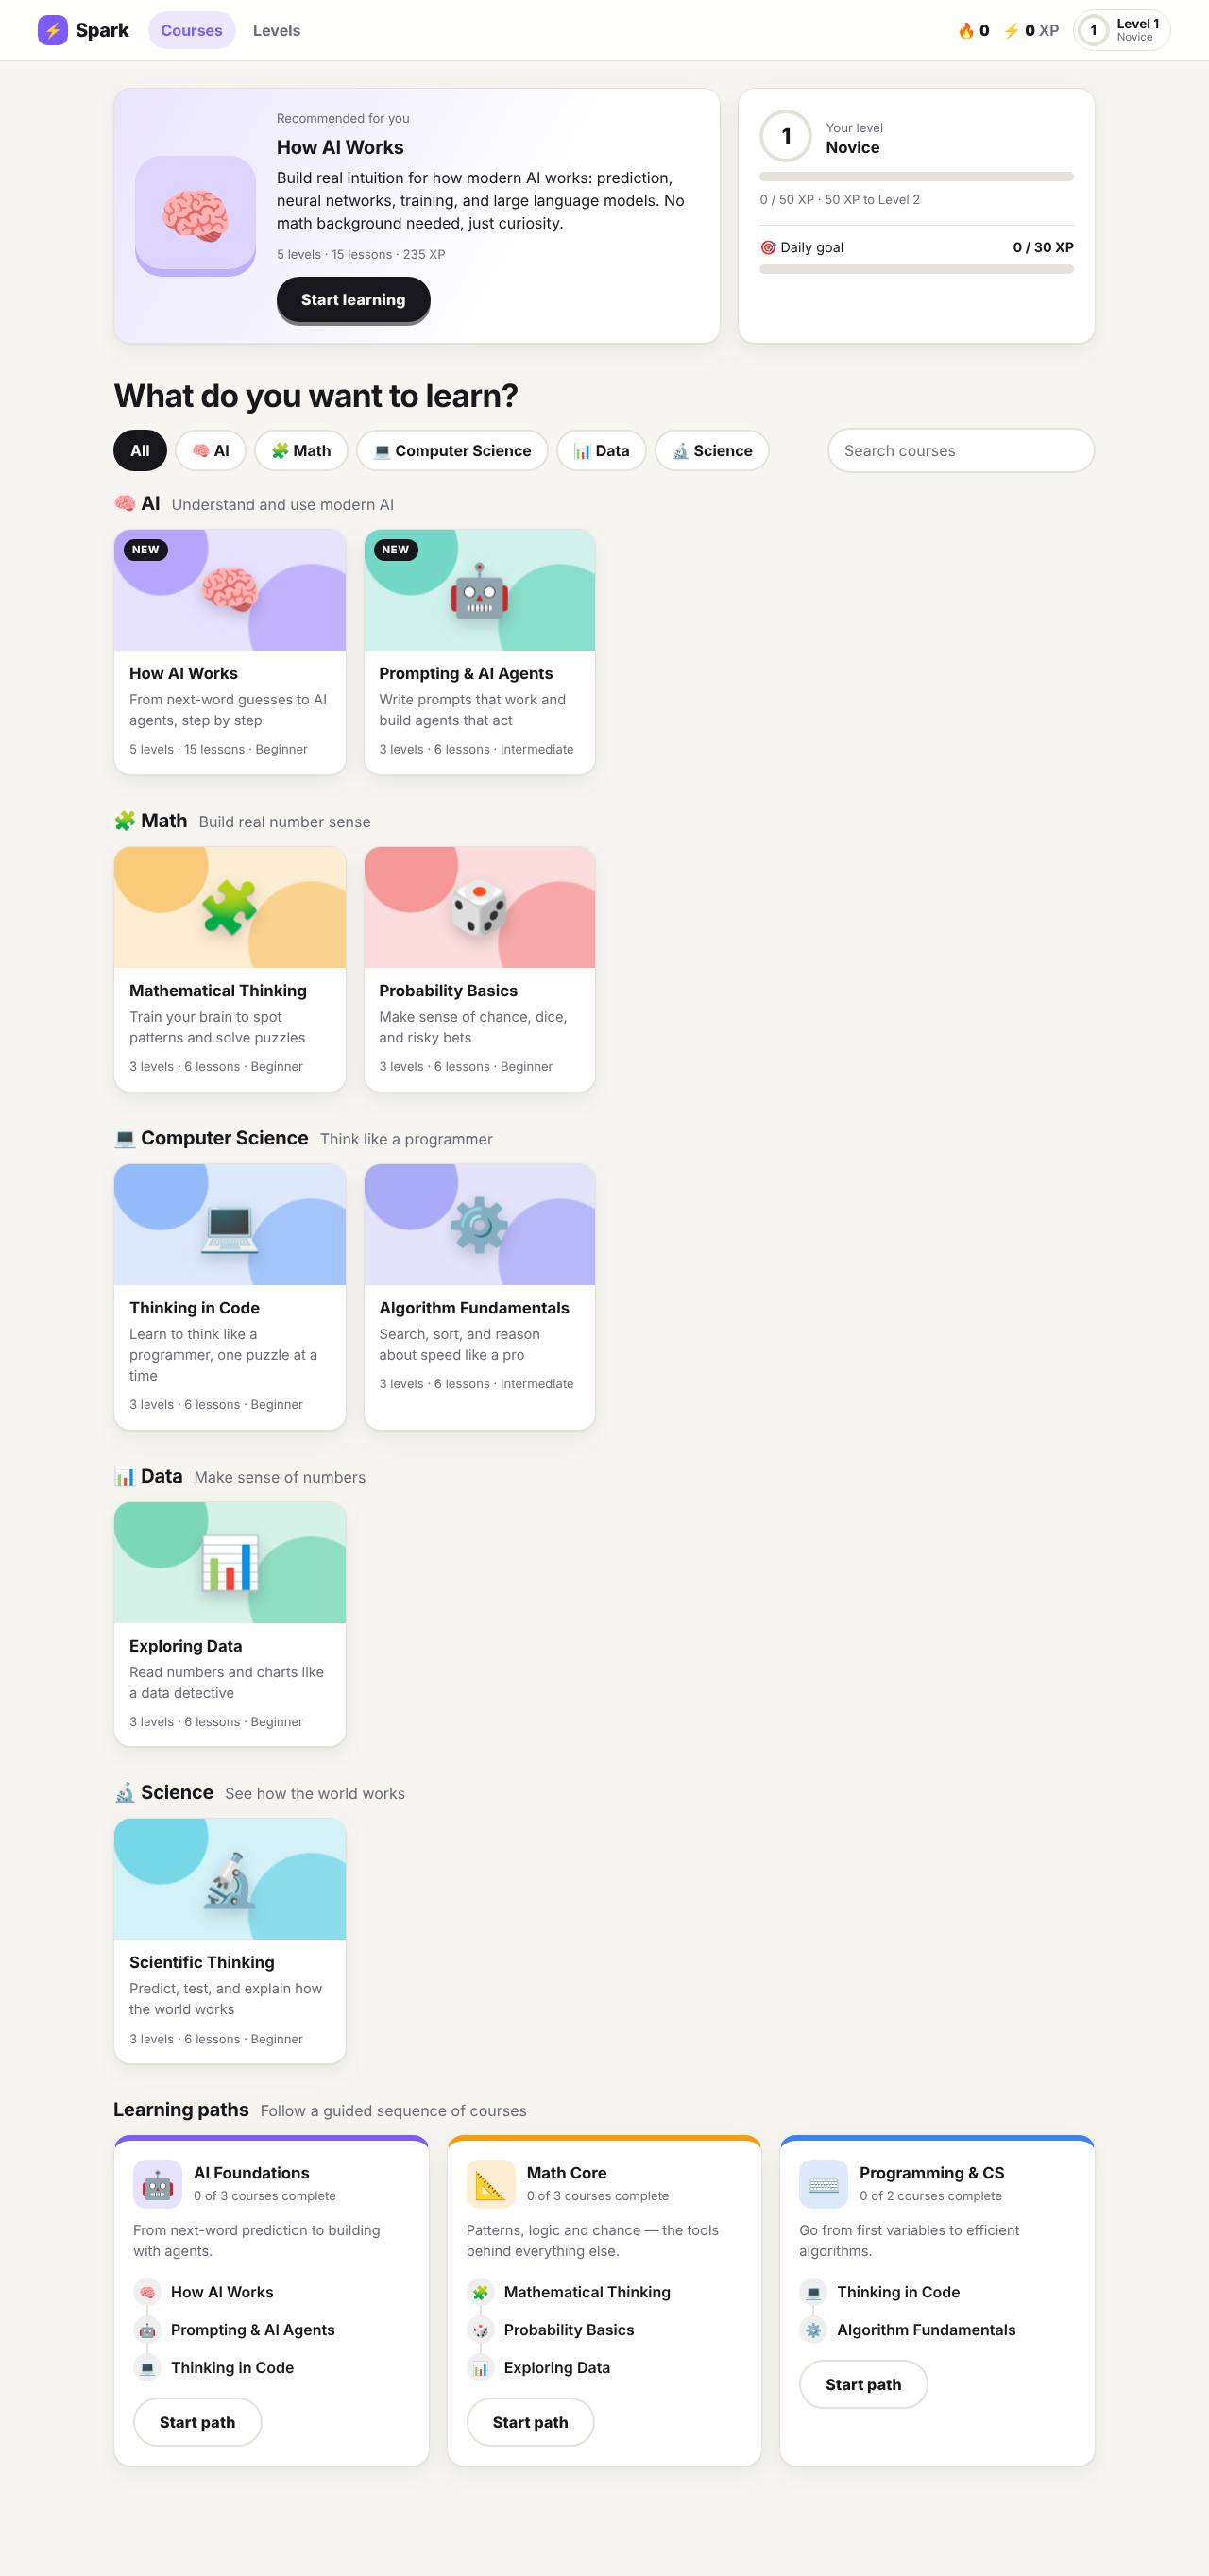 Spark
Courses
Levels
0
0 XP
1
Level 1
Novice
Recommended for you
How AI Works
Build real intuition for how modern AI works: prediction,
neural networks, training, and large language models. No
math background needed, just curiosity.
5 levels · 15 lessons · 235 XP
Start learning
1
Your level
Novice
0 / 50 XP · 50 XP to Level 2
Daily goal
0 / 30 XP
What do you want to learn?
All
AI
Math
Computer Science
Data
Science
Search courses
AI Understand and use modern AI
NEW
How AI Works
From next-word guesses to AI
agents, step by step
5 levels · 15 lessons · Beginner
NEW
Prompting & AI Agents
Write prompts that work and
build agents that act
3 levels · 6 lessons · Intermediate
Math Build real number sense
Mathematical Thinking
Train your brain to spot
patterns and solve puzzles
3 levels · 6 lessons · Beginner
Probability Basics
Make sense of chance, dice,
and risky bets
3 levels · 6 lessons · Beginner
Computer Science Think like a programmer
Thinking in Code
Learn to think like a
programmer, one puzzle at a
time
3 levels · 6 lessons · Beginner
Algorithm Fundamentals
Search, sort, and reason
about speed like a pro
3 levels · 6 lessons · Intermediate
Data Make sense of numbers
Exploring Data
Read numbers and charts like
a data detective
3 levels · 6 lessons · Beginner
Science See how the world works
Scientific Thinking
Predict, test, and explain how
the world works
3 levels · 6 lessons · Beginner
Learning paths Follow a guided sequence of courses
AI Foundations
0 of 3 courses complete
From next-word prediction to building
with agents.
How AI Works
Prompting & AI Agents
Thinking in Code
Start path
Math Core
0 of 3 courses complete
Patterns, logic and chance — the tools
behind everything else.
Mathematical Thinking
Probability Basics
Exploring Data
Start path
Programming & CS
0 of 2 courses complete
Go from first variables to efficient
algorithms.
Thinking in Code
Algorithm Fundamentals
Start path